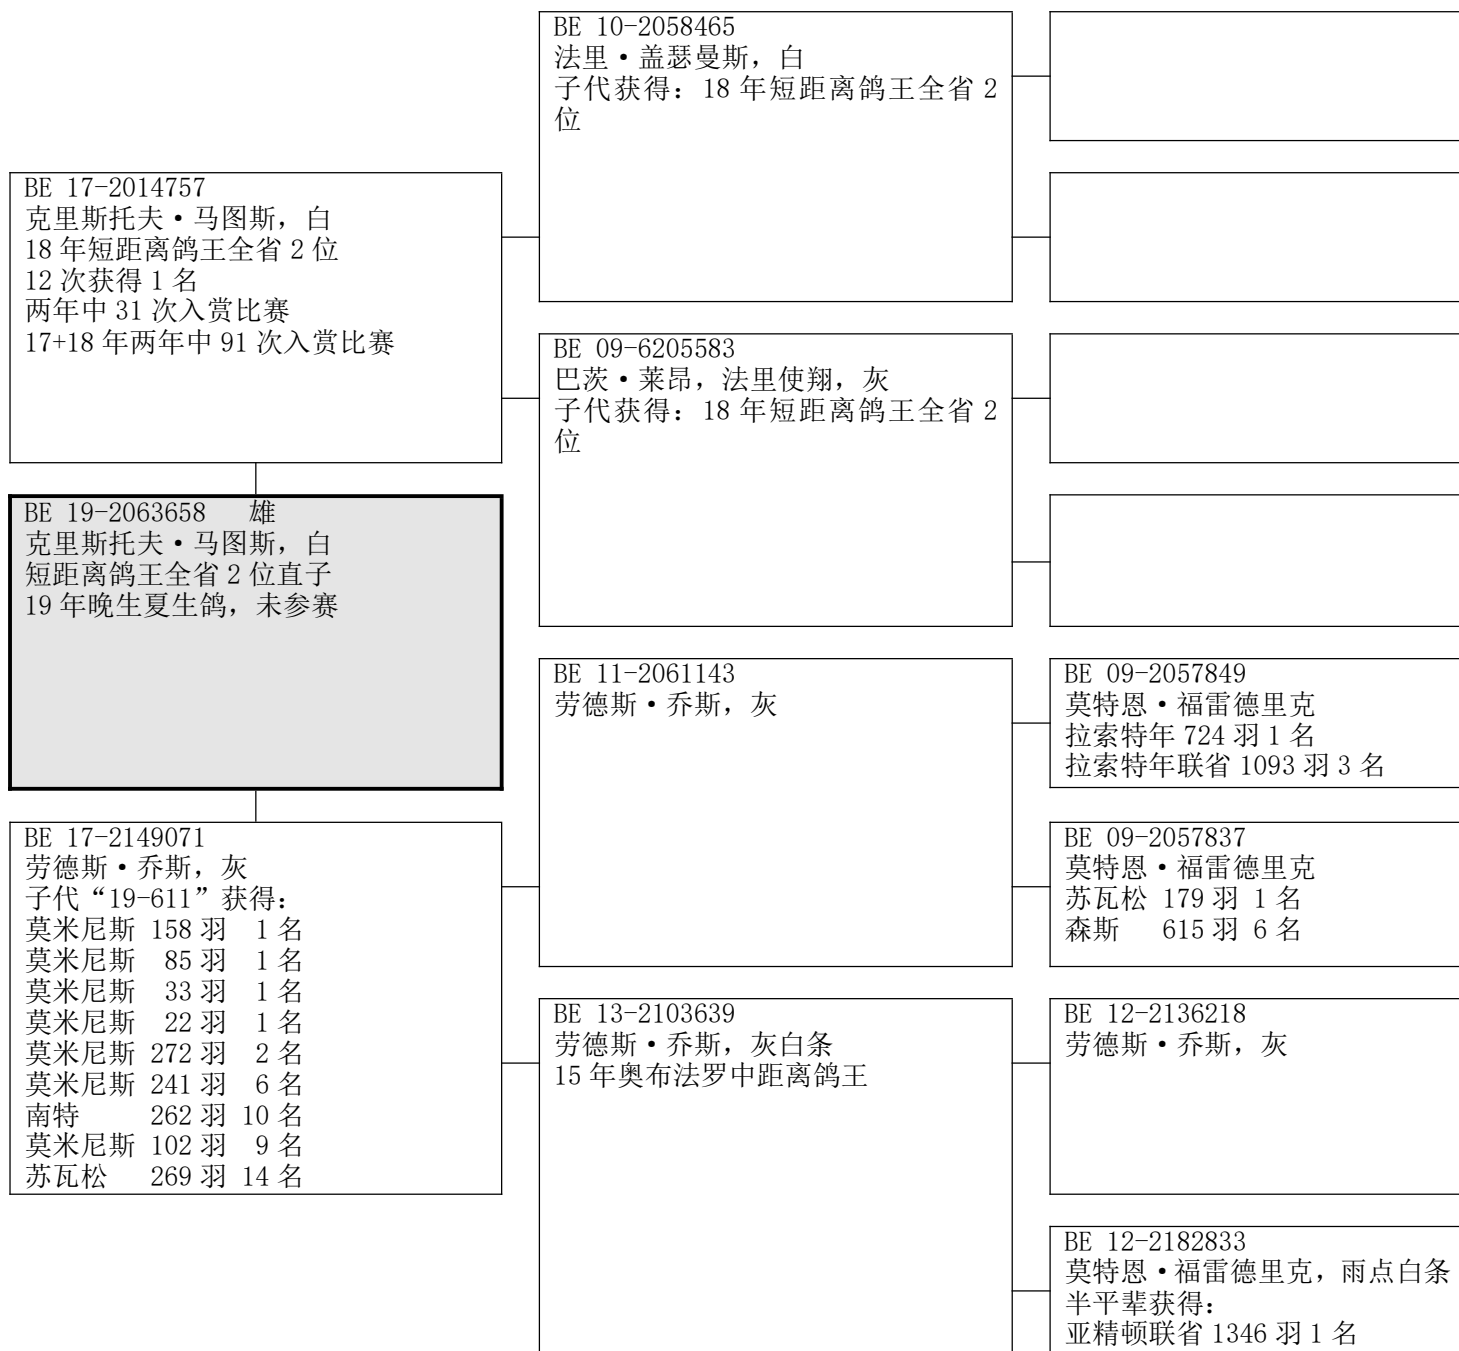 BE 10-2058465
法里·盖瑟曼斯，白
子代获得：18 年短距离鸽王全省 2
位
BE 17-2014757
克里斯托夫·马图斯，白
18 年短距离鸽王全省 2 位
12 次获得 1 名
两年中 31 次入赏比赛
17+18 年两年中 91 次入赏比赛
BE 09-6205583
巴茨·莱昂，法里使翔，灰
子代获得：18 年短距离鸽王全省 2
位
BE 19-2063658 雄
克里斯托夫·马图斯，白
短距离鸽王全省 2 位直子
19 年晚生夏生鸽，未参赛
BE 11-2061143
劳德斯·乔斯，灰
BE 09-2057849
莫特恩·福雷德里克
拉索特年 724 羽 1 名
拉索特年联省 1093 羽 3 名
BE 17-2149071
劳德斯·乔斯，灰
子代“19-611”获得：
莫米尼斯 158 羽 1 名
莫米尼斯 85 羽 1 名
莫米尼斯 33 羽 1 名
莫米尼斯 22 羽 1 名
莫米尼斯 272 羽 2 名
莫米尼斯 241 羽 6 名
南特 262 羽 10 名
莫米尼斯 102 羽 9 名
苏瓦松 269 羽 14 名
BE 09-2057837
莫特恩·福雷德里克
苏瓦松 179 羽 1 名
森斯 615 羽 6 名
BE 13-2103639
劳德斯·乔斯，灰白条
15 年奥布法罗中距离鸽王
BE 12-2136218
劳德斯·乔斯，灰
BE 12-2182833
莫特恩·福雷德里克，雨点白条
半平辈获得：
亚精顿联省 1346 羽 1 名